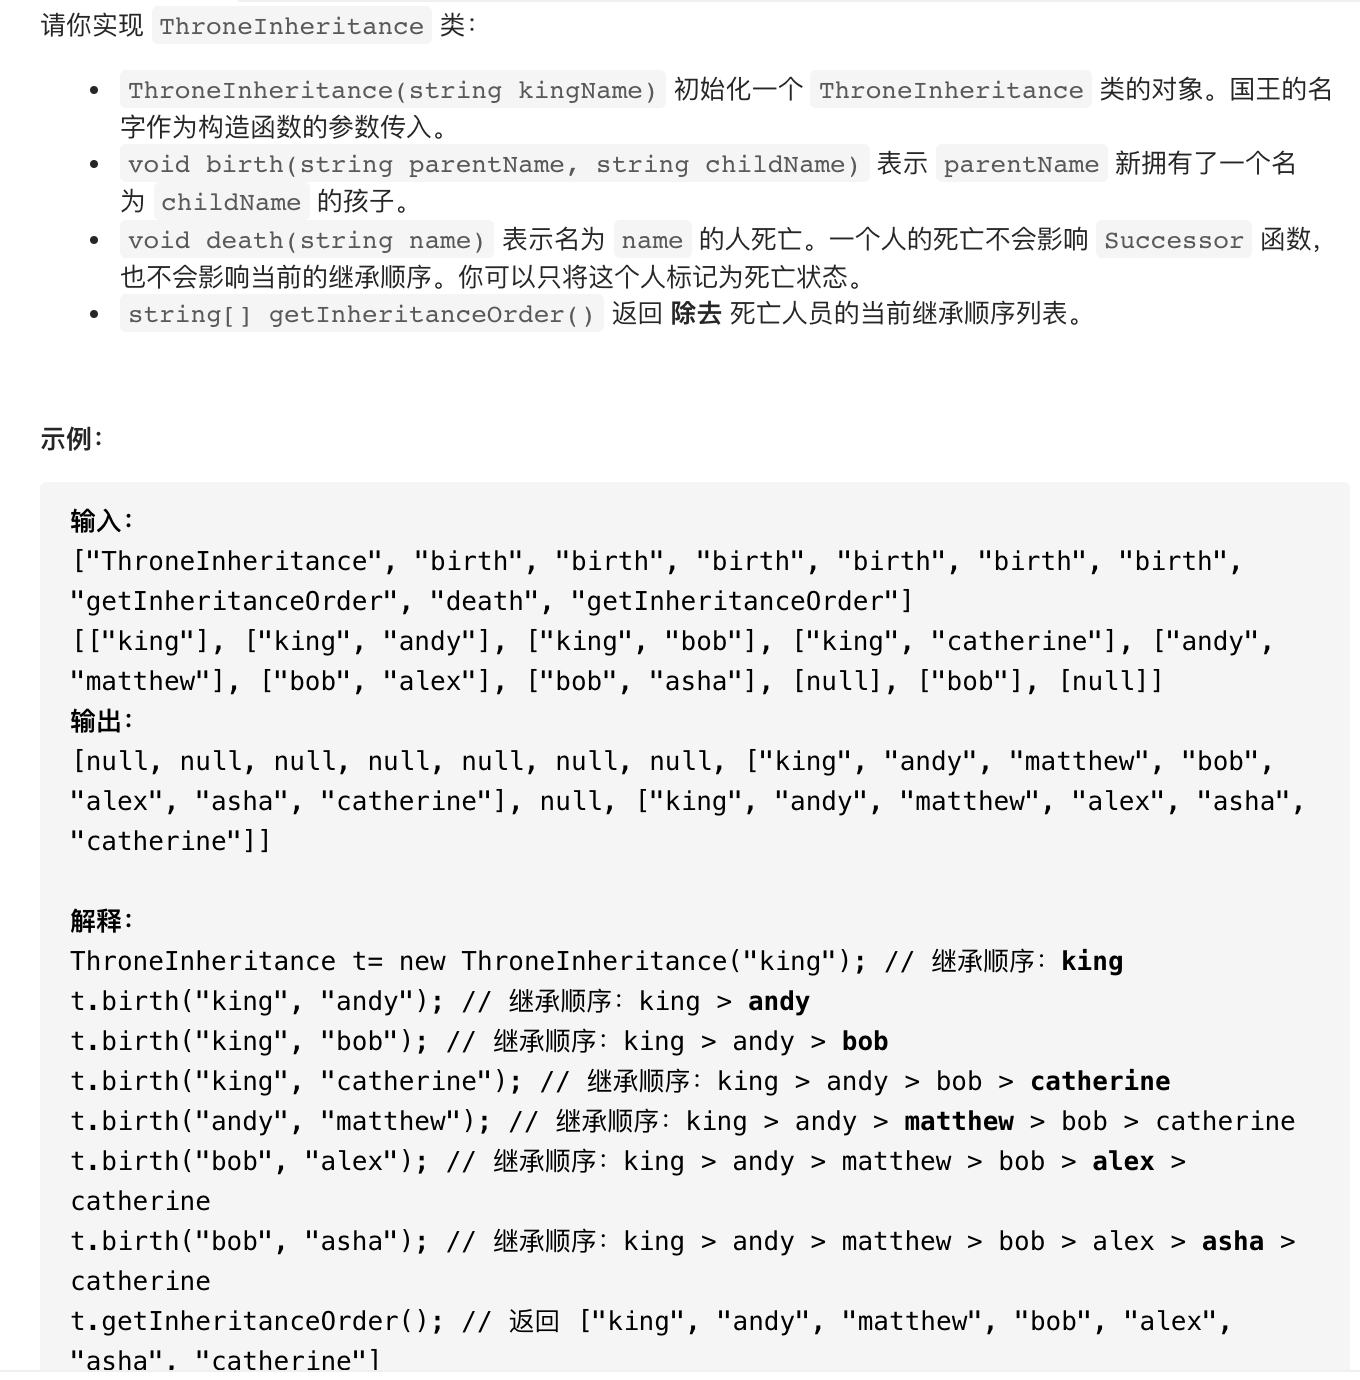 请你实现 ThroneInheritance 类：
• ThroneInheritance(string kingName) 初始化一个 ThroneInheritance 类的对象。国王的名
字作为构造函数的参数传入。
• void birth(string parentName, string childName) 表示 parentName 新拥有了一个名
为 childName 的孩子。
• void death(string name) 表示名为 name 的人死亡。一个人的死亡不会影响 Successor 函数，
也不会影响当前的继承顺序。你可以只将这个人标记为死亡状态。
• string[] getInheritanceOrder() 返回 除去 死亡人员的当前继承顺序列表。
示例：
输入：
["ThroneInheritance", "birth", "birth", "birth", "birth", "birth", "birth",
"getInheritanceOrder", "death", "getInheritanceOrder"]
[["king"], ["king", "andy"], ["king", "bob"], ["king", "catherine"], ["andy",
"matthew"], ["bob", "alex"], ["bob", "asha"], [null], ["bob"], [null]]
输出：
[null, null, null, null, null, null, null, ["king", "andy", "matthew", "bob",
"alex", "asha", "catherine"], null, ["king", "andy", "matthew", "alex", "asha",
"catherine"]]
解释：
ThroneInheritance t= new ThroneInheritance("king"); // 继承顺序：king
t.birth("king", "andy"); // 继承顺序：king > andy
t.birth("king", "bob"); // 继承顺序：king > andy > bob
t.birth("king", "catherine"); // 继承顺序：king > andy > bob > catherine
t.birth("andy", "matthew"); // 继承顺序：king > andy > matthew > bob > catherine
t.birth("bob", "alex"); // 继承顺序：king > andy > matthew > bob > alex >
catherine
t.birth("bob", "asha"); // 继承顺序：king > andy > matthew > bob > alex > asha >
catherine
t.getInheritanceOrder(); // 返回 ["king", "andy", "matthew", "bob", "alex",
"asha", "catherine"]